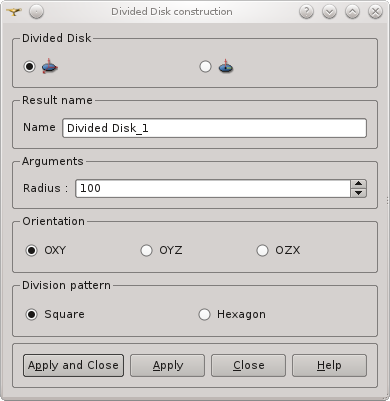 Divided Disk construction
Divided Disk
Result name
Name Divided Disk_1
Arguments
Radius : 100
Orientation
OXY OYZ OZX
Division pattern
Square Hexagon
Apply and Close Apply Close Help